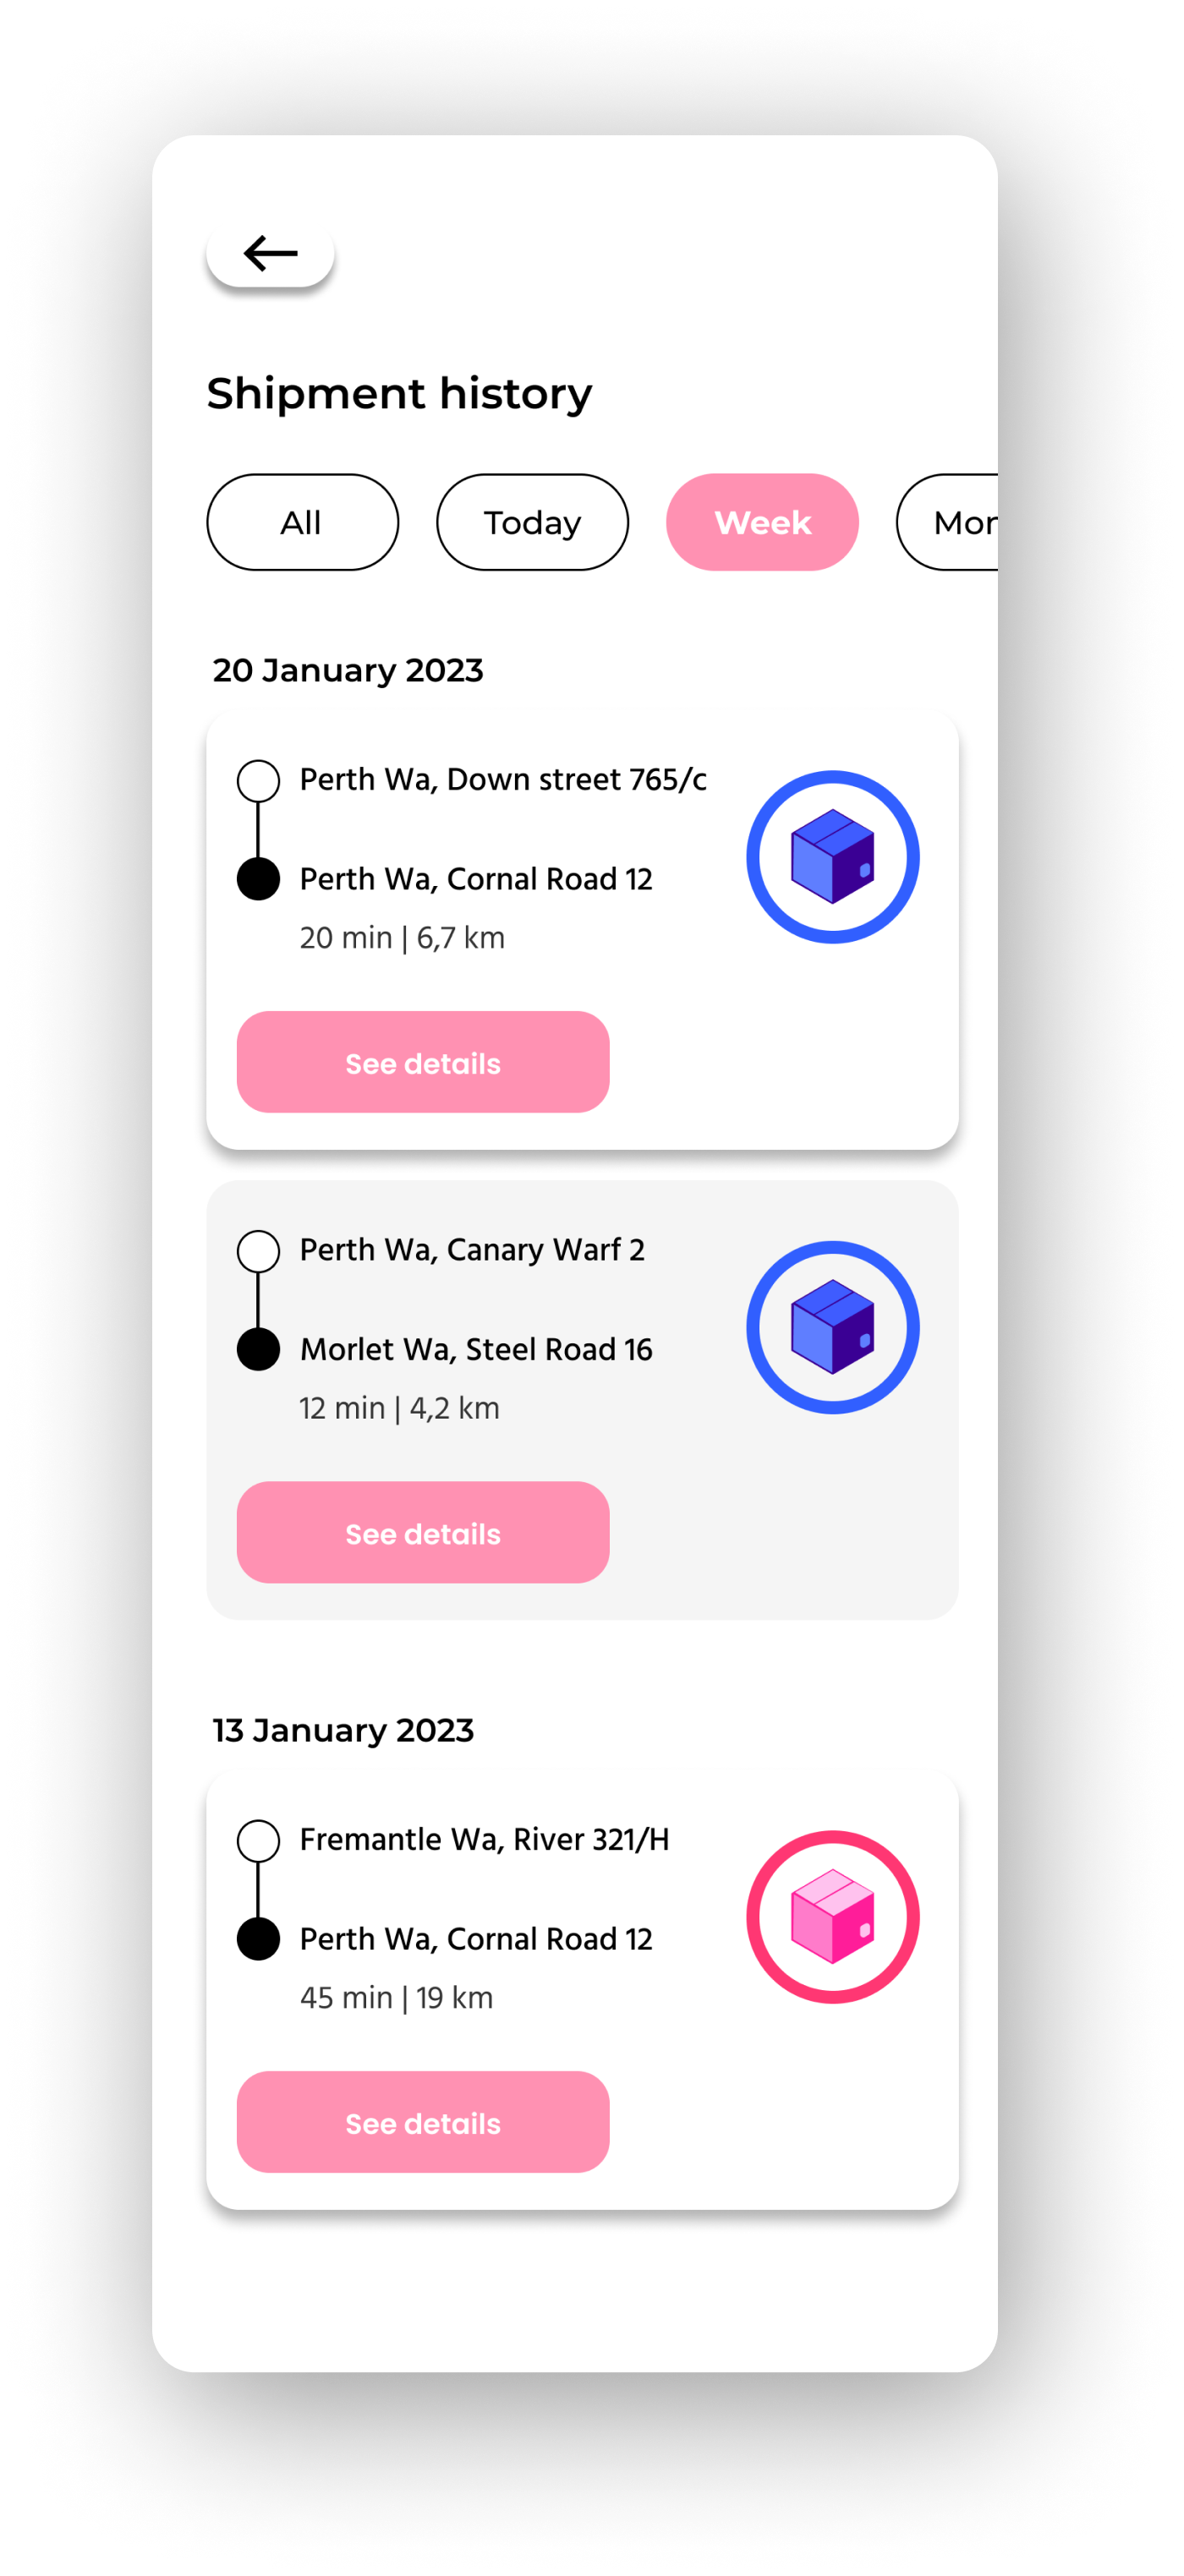 Shipment history
All Today Week Mor
20 January 2023
Perth Wa, Down street 765/c
Perth Wa, Cornal Road 12
20 min | 6,7 km
See details
Perth Wa, Canary Warf 2
Morlet Wa, Steel Road 16
12 min | 4,2 km
See details
13 January 2023
Fremantle Wa, River 321/H
Perth Wa, Cornal Road 12
45 min | 19 km
See details